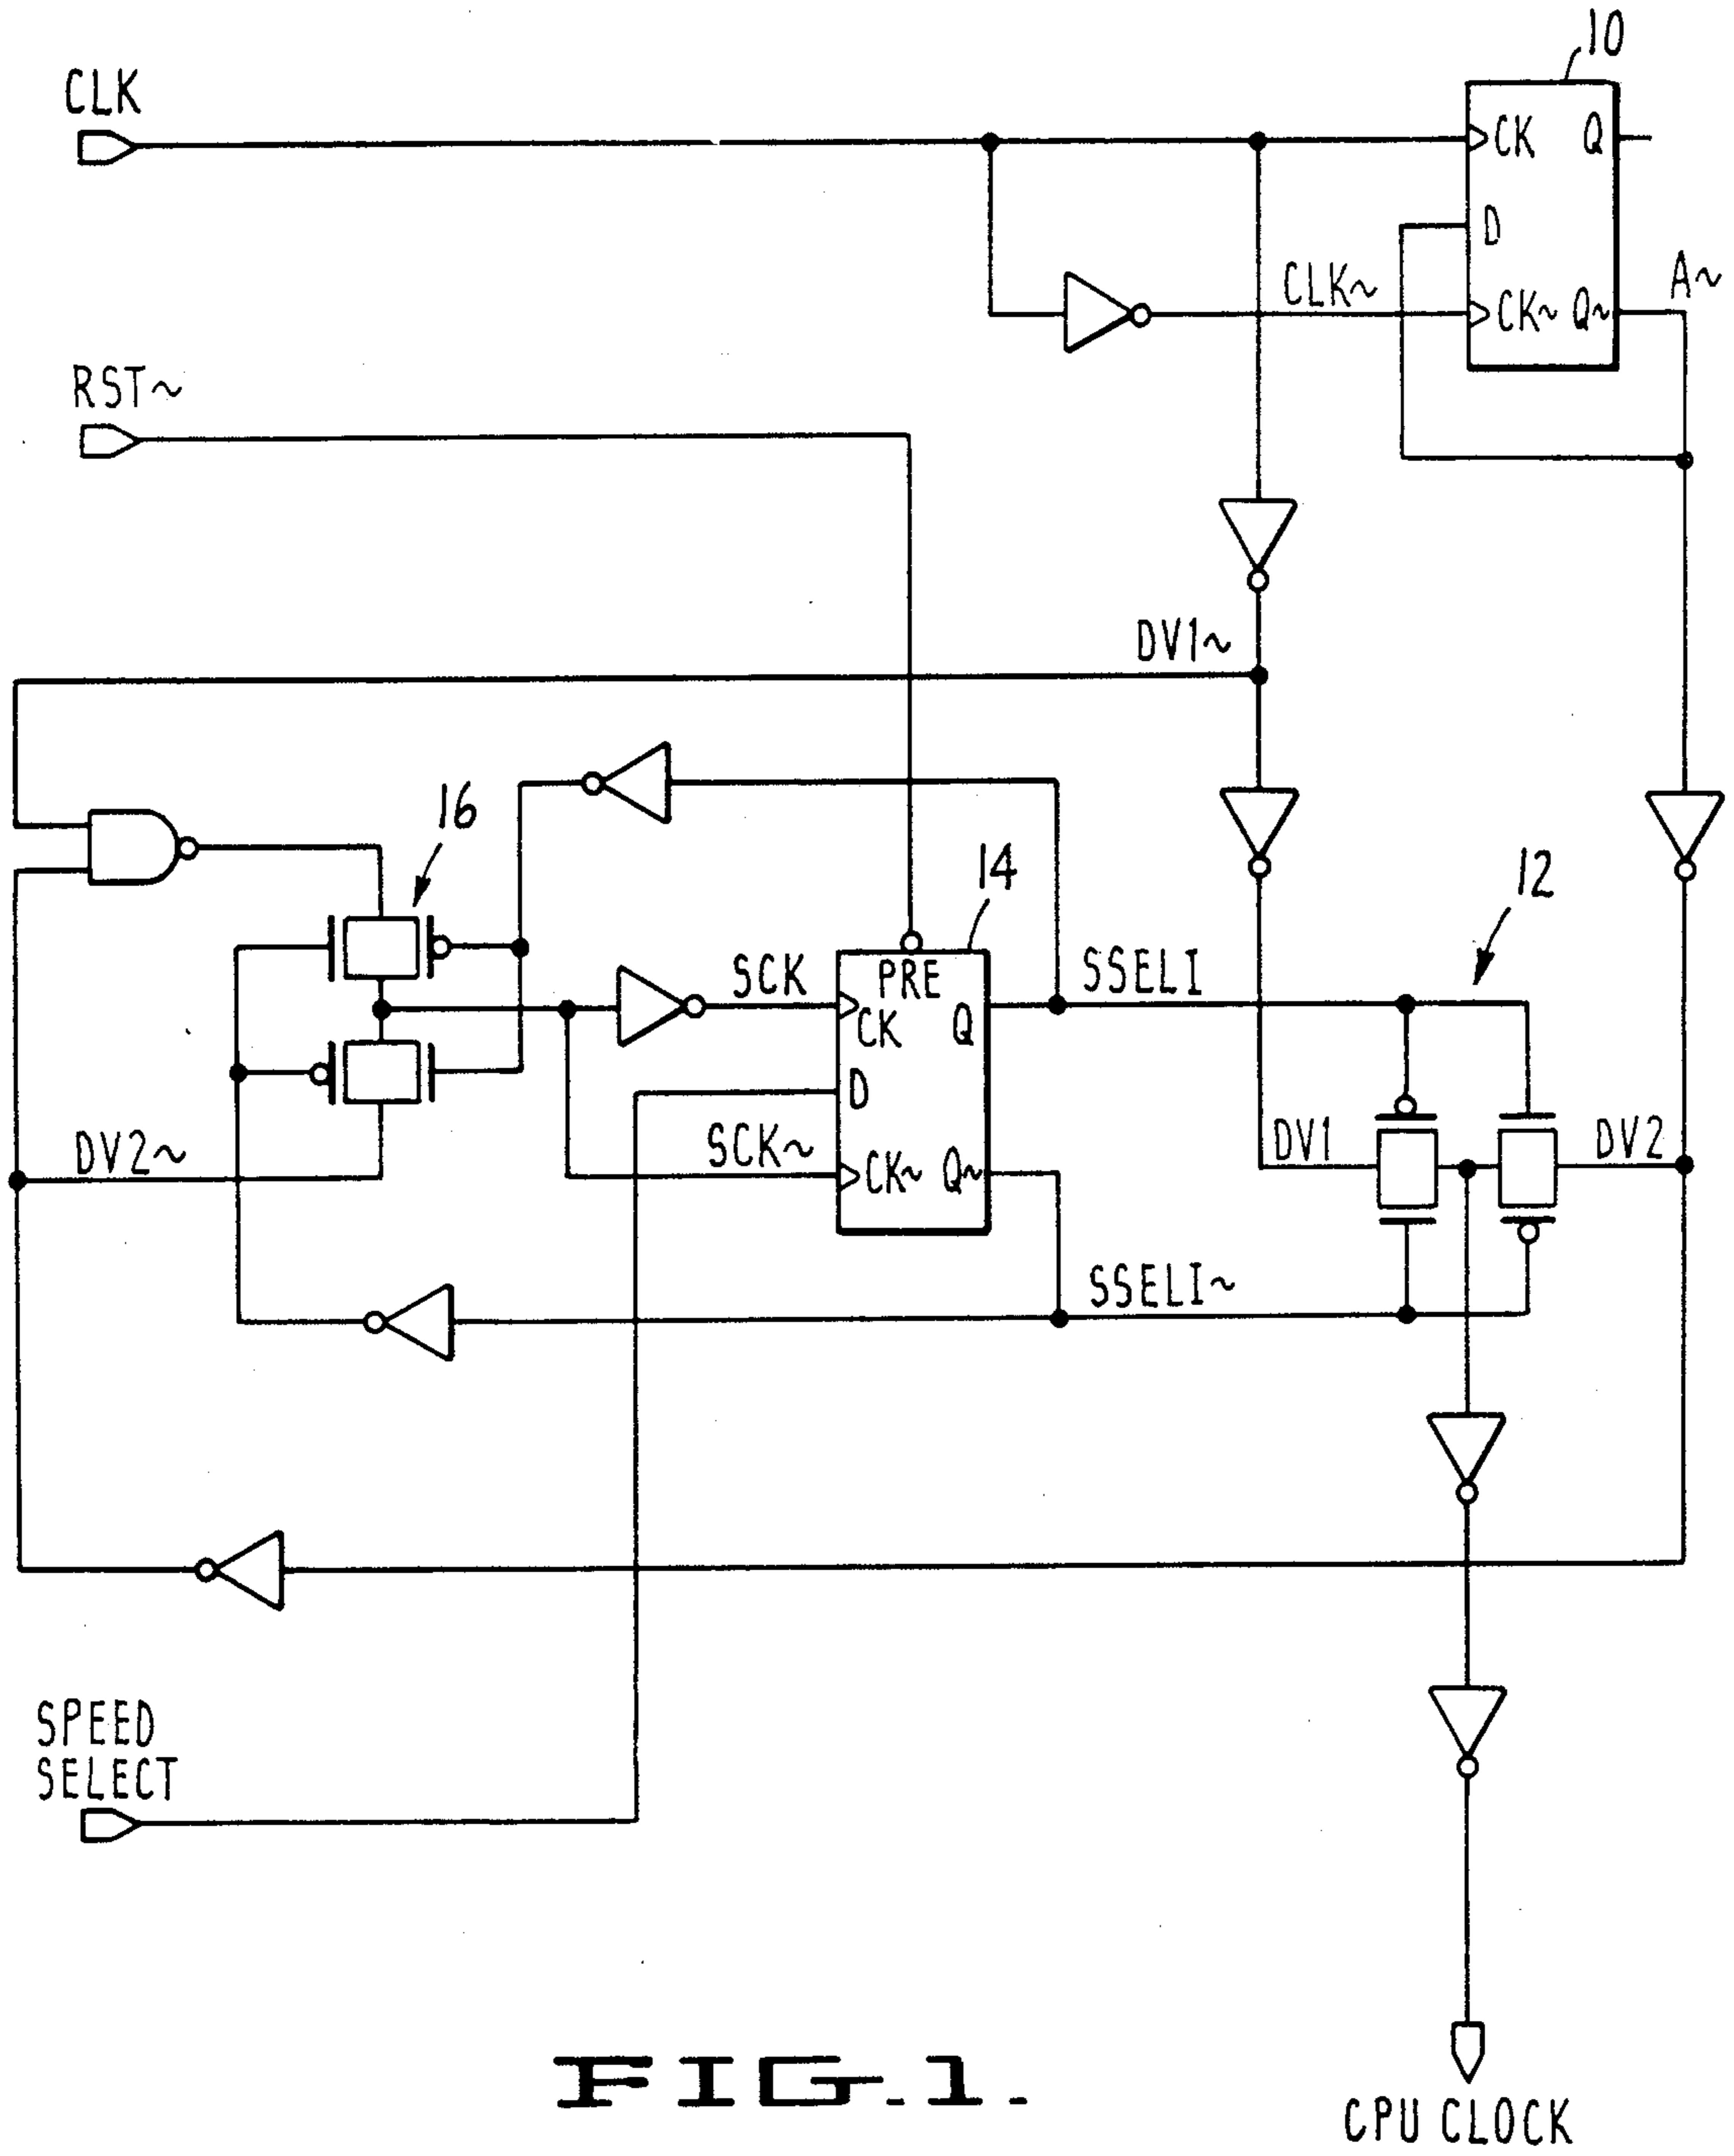 10
CLK
CK Q
D
CLK~
A~
CK~ Q~
RST~
DV1~
16
14
12
SCK
PRE
SSELI
CK
Q
D
DV2~
SCK~
DV1
DV2
CK~ Q~
SSELI~
SPEED
SELECT
FIG.1.
CPU CLOCK